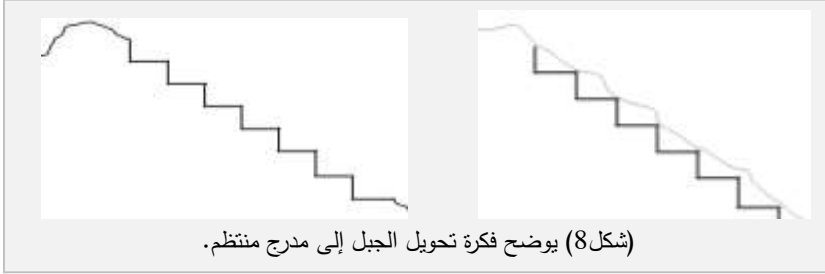 (شكل8) يوضح فكرة تحويل الجبل إلى مدرج منتظم.